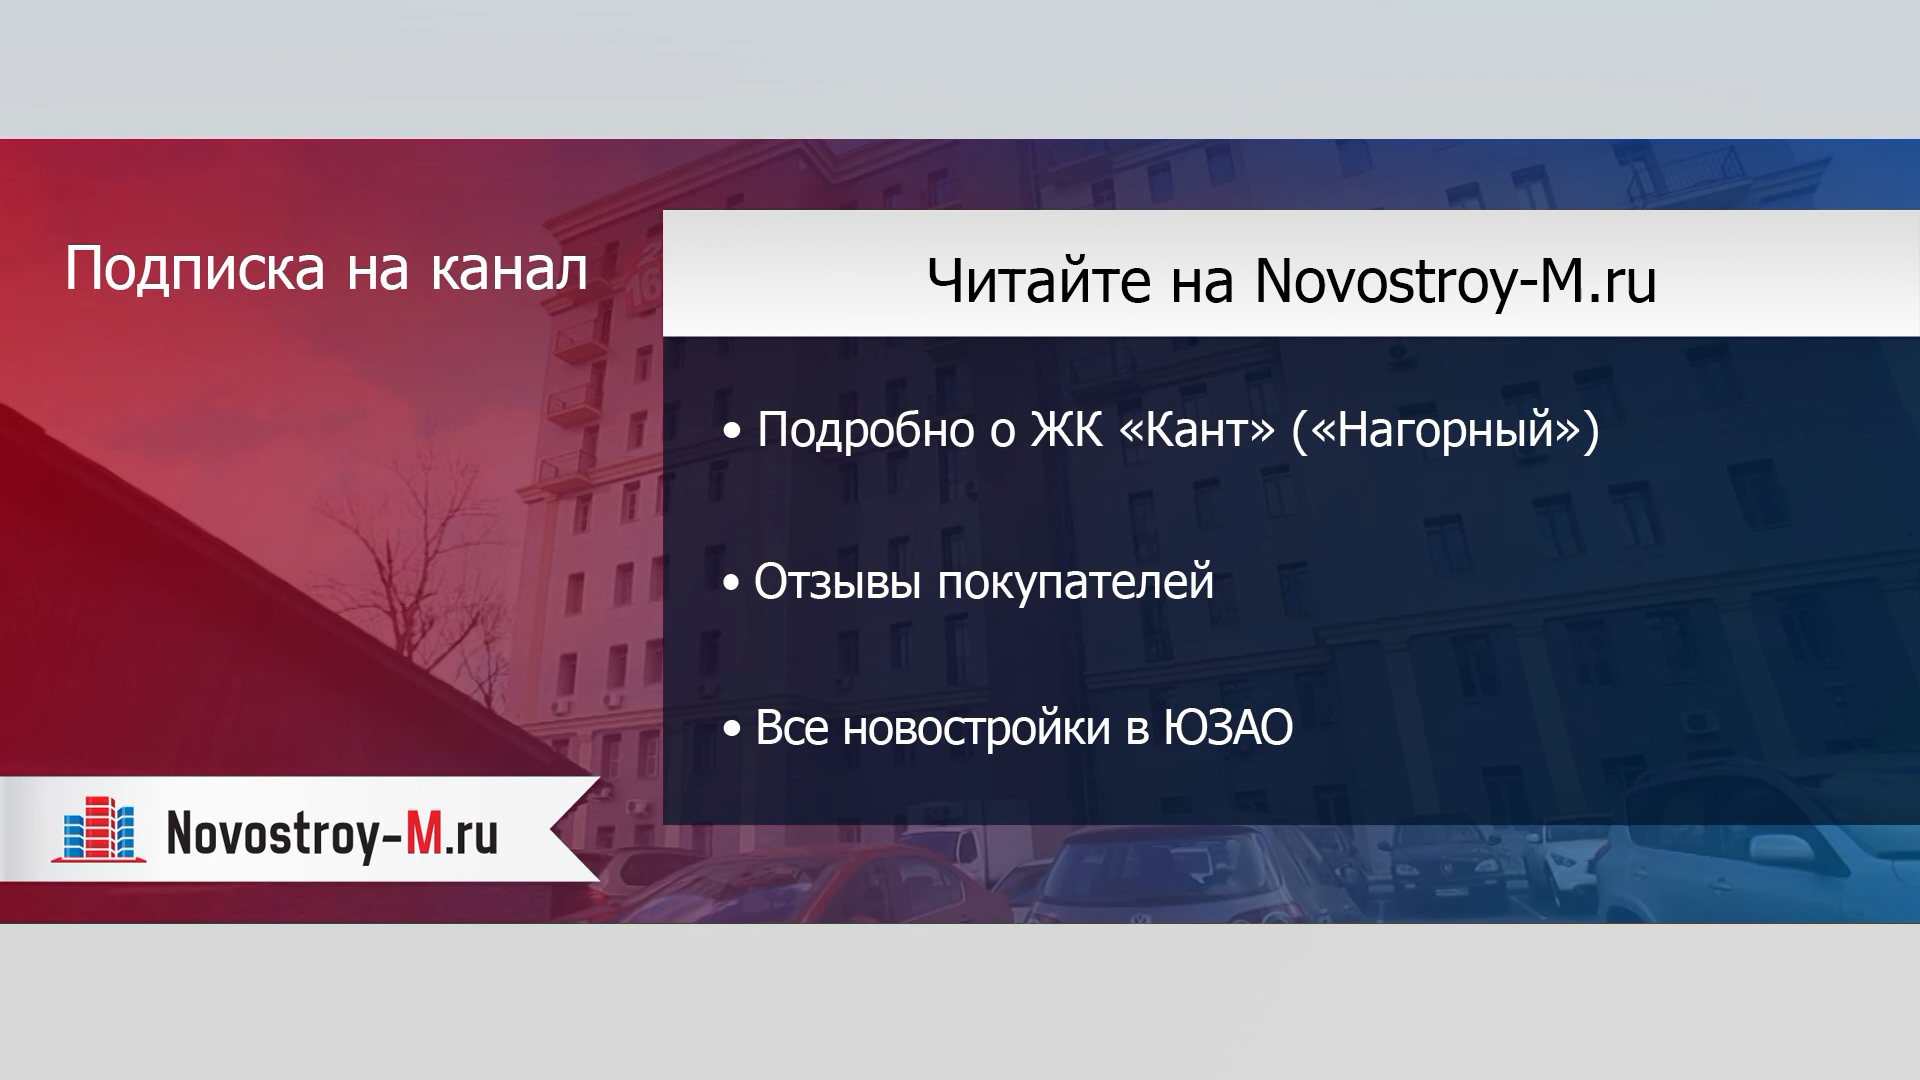 Подписка на канал
Читайте на Novostroy-M.ru
• Подробно о ЖК «Кант» («Нагорный»)
• Отзывы покупателей
• Все новостройки в ЮЗАО
Novostroy-M.ru